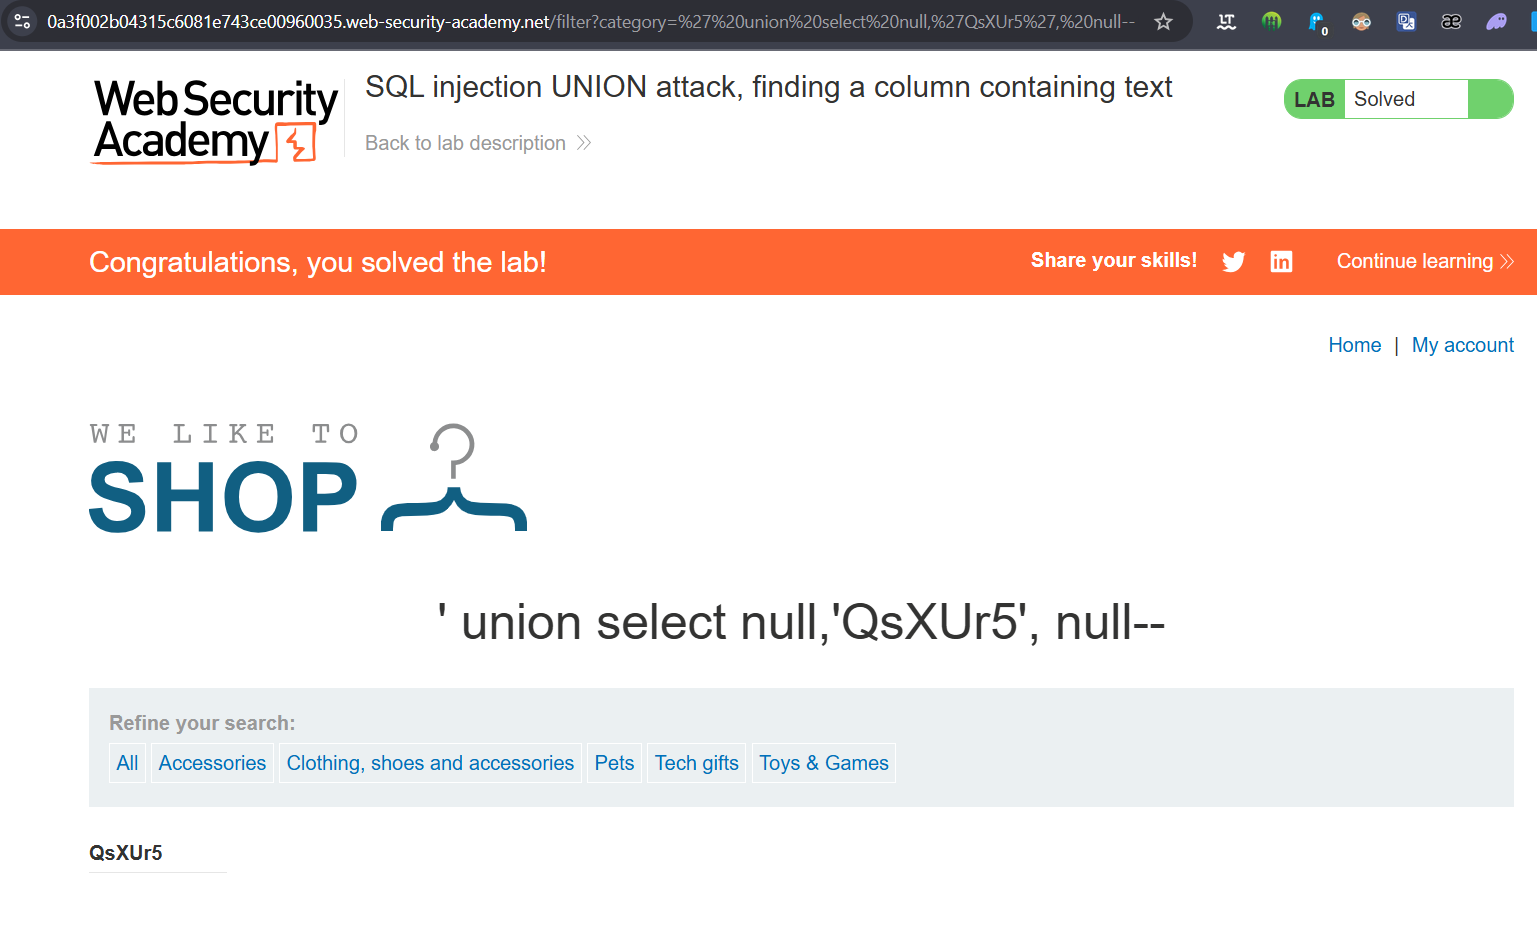 0a3f002b04315c6081e743ce00960035.web-security-academy.net/filter?category=%27%20union%20select%20null,%27QsXUr5%27,%20null--
0
Web Security
Academy
SQL injection UNION attack, finding a column containing text
Back to lab description
LAB Solved
Congratulations, you solved the lab!
Share your skills!
Continue learning
Home | My account
WE LIKE TO
SHOP
' union select null,'QsXUr5', null--
Refine your search:
All Accessories Clothing, shoes and accessories Pets Tech gifts Toys & Games
QsXUr5